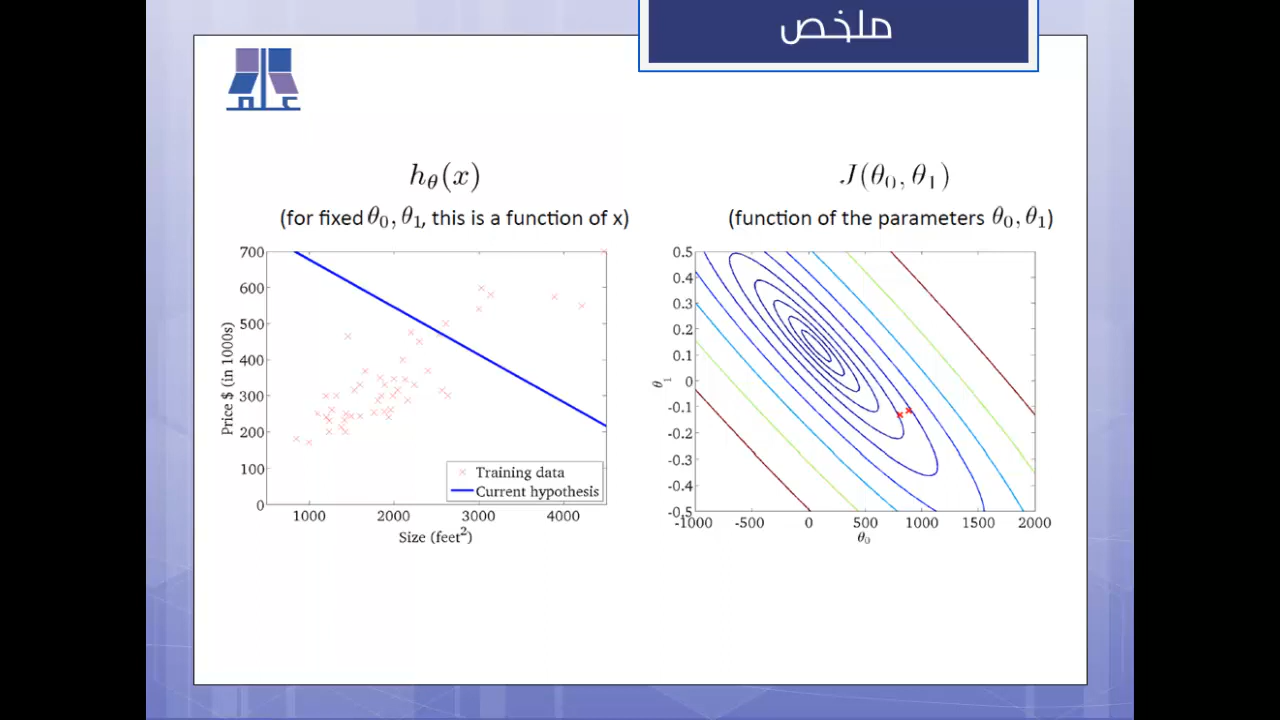 ملخص
علم
h_θ(x)
(for fixed θ₀, θ₁, this is a function of x)
700
600
500
400
300
200
100
0
Price $ (in 1000s)
1000 2000 3000 4000
Size (feet²)
Training data
Current hypothesis
J(θ₀, θ₁)
(function of the parameters θ₀, θ₁)
0.5
0.4
0.3
0.2
0.1
0
-0.1
-0.2
-0.3
-0.4
-0.5
θ₁
-1000 -500 0 500 1000 1500 2000
θ₀